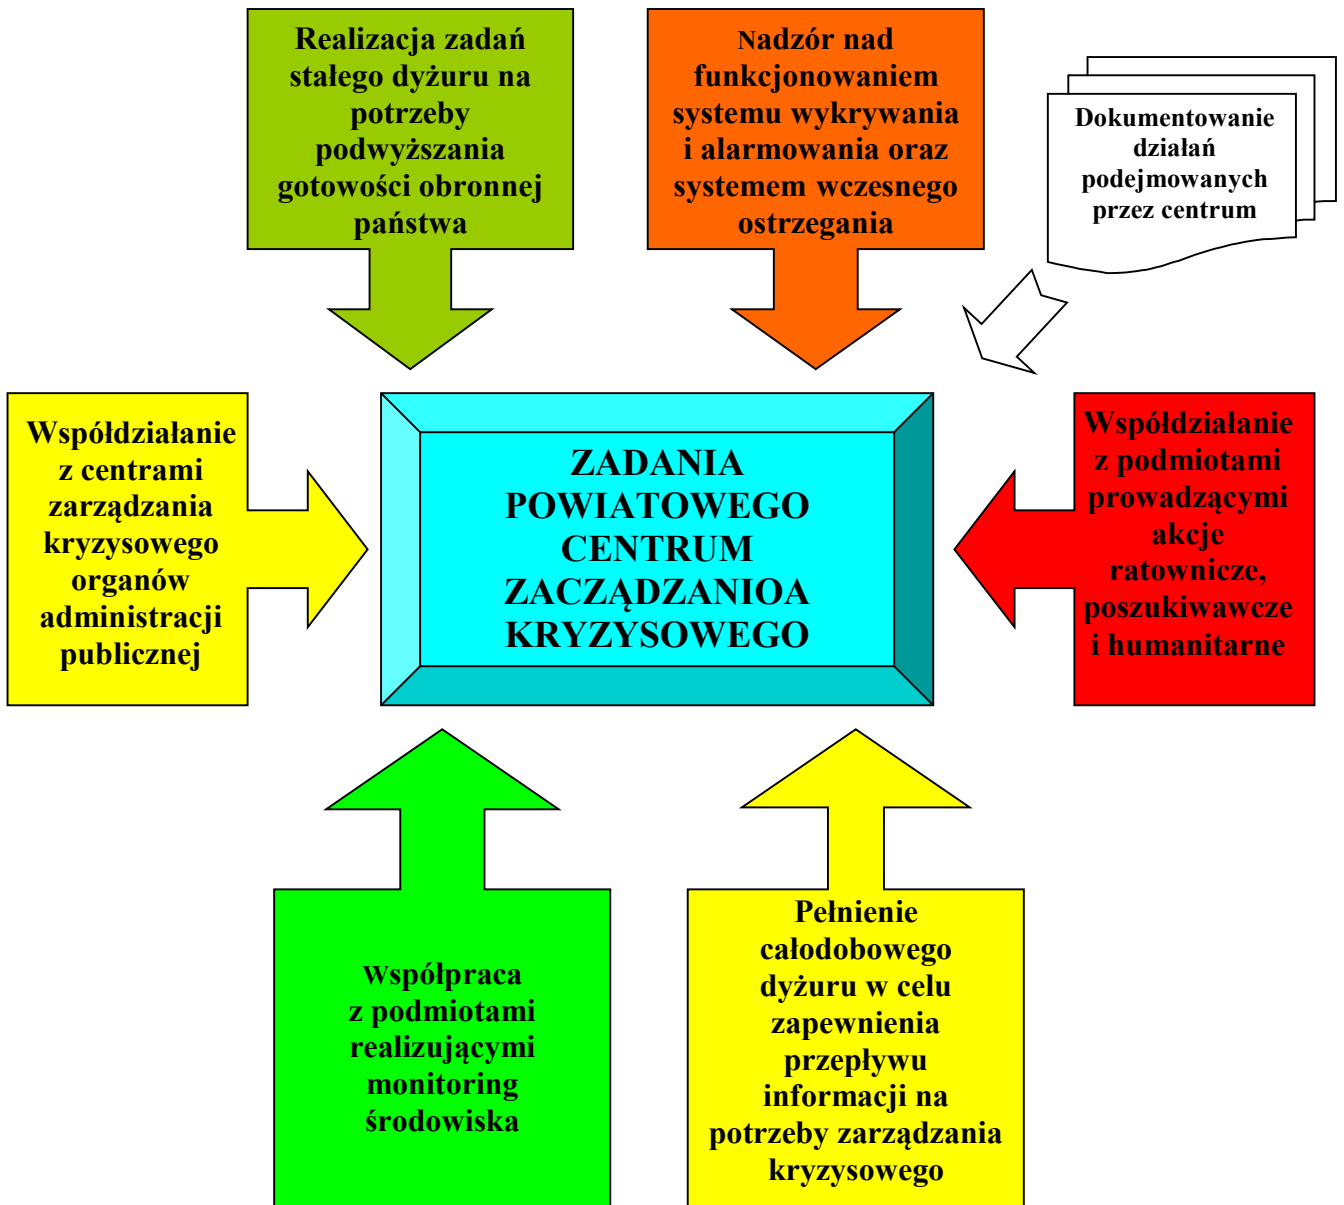 Realizacja zadań
stałego dyżuru na
potrzeby
podwyższania
gotowości obronnej
państwa
Nadzór nad
funkcjonowaniem
systemu wykrywania
i alarmowania oraz
systemem wczesnego
ostrzegania
Dokumentowanie
działań
podejmowanych
przez centrum
Współdziałanie
z centrami
zarządzania
kryzysowego
organów
administracji
publicznej
ZADANIA
POWIATOWEGO
CENTRUM
ZACZĄDZANIOA
KRYZYSOWEGO
Współdziałanie
z podmiotami
prowadzącymi
akcje
ratownicze,
poszukiwawcze
i humanitarne
Współpraca
z podmiotami
realizującymi
monitoring
środowiska
Pełnienie
całodobowego
dyżuru w celu
zapewnienia
przepływu
informacji na
potrzeby zarządzania
kryzysowego